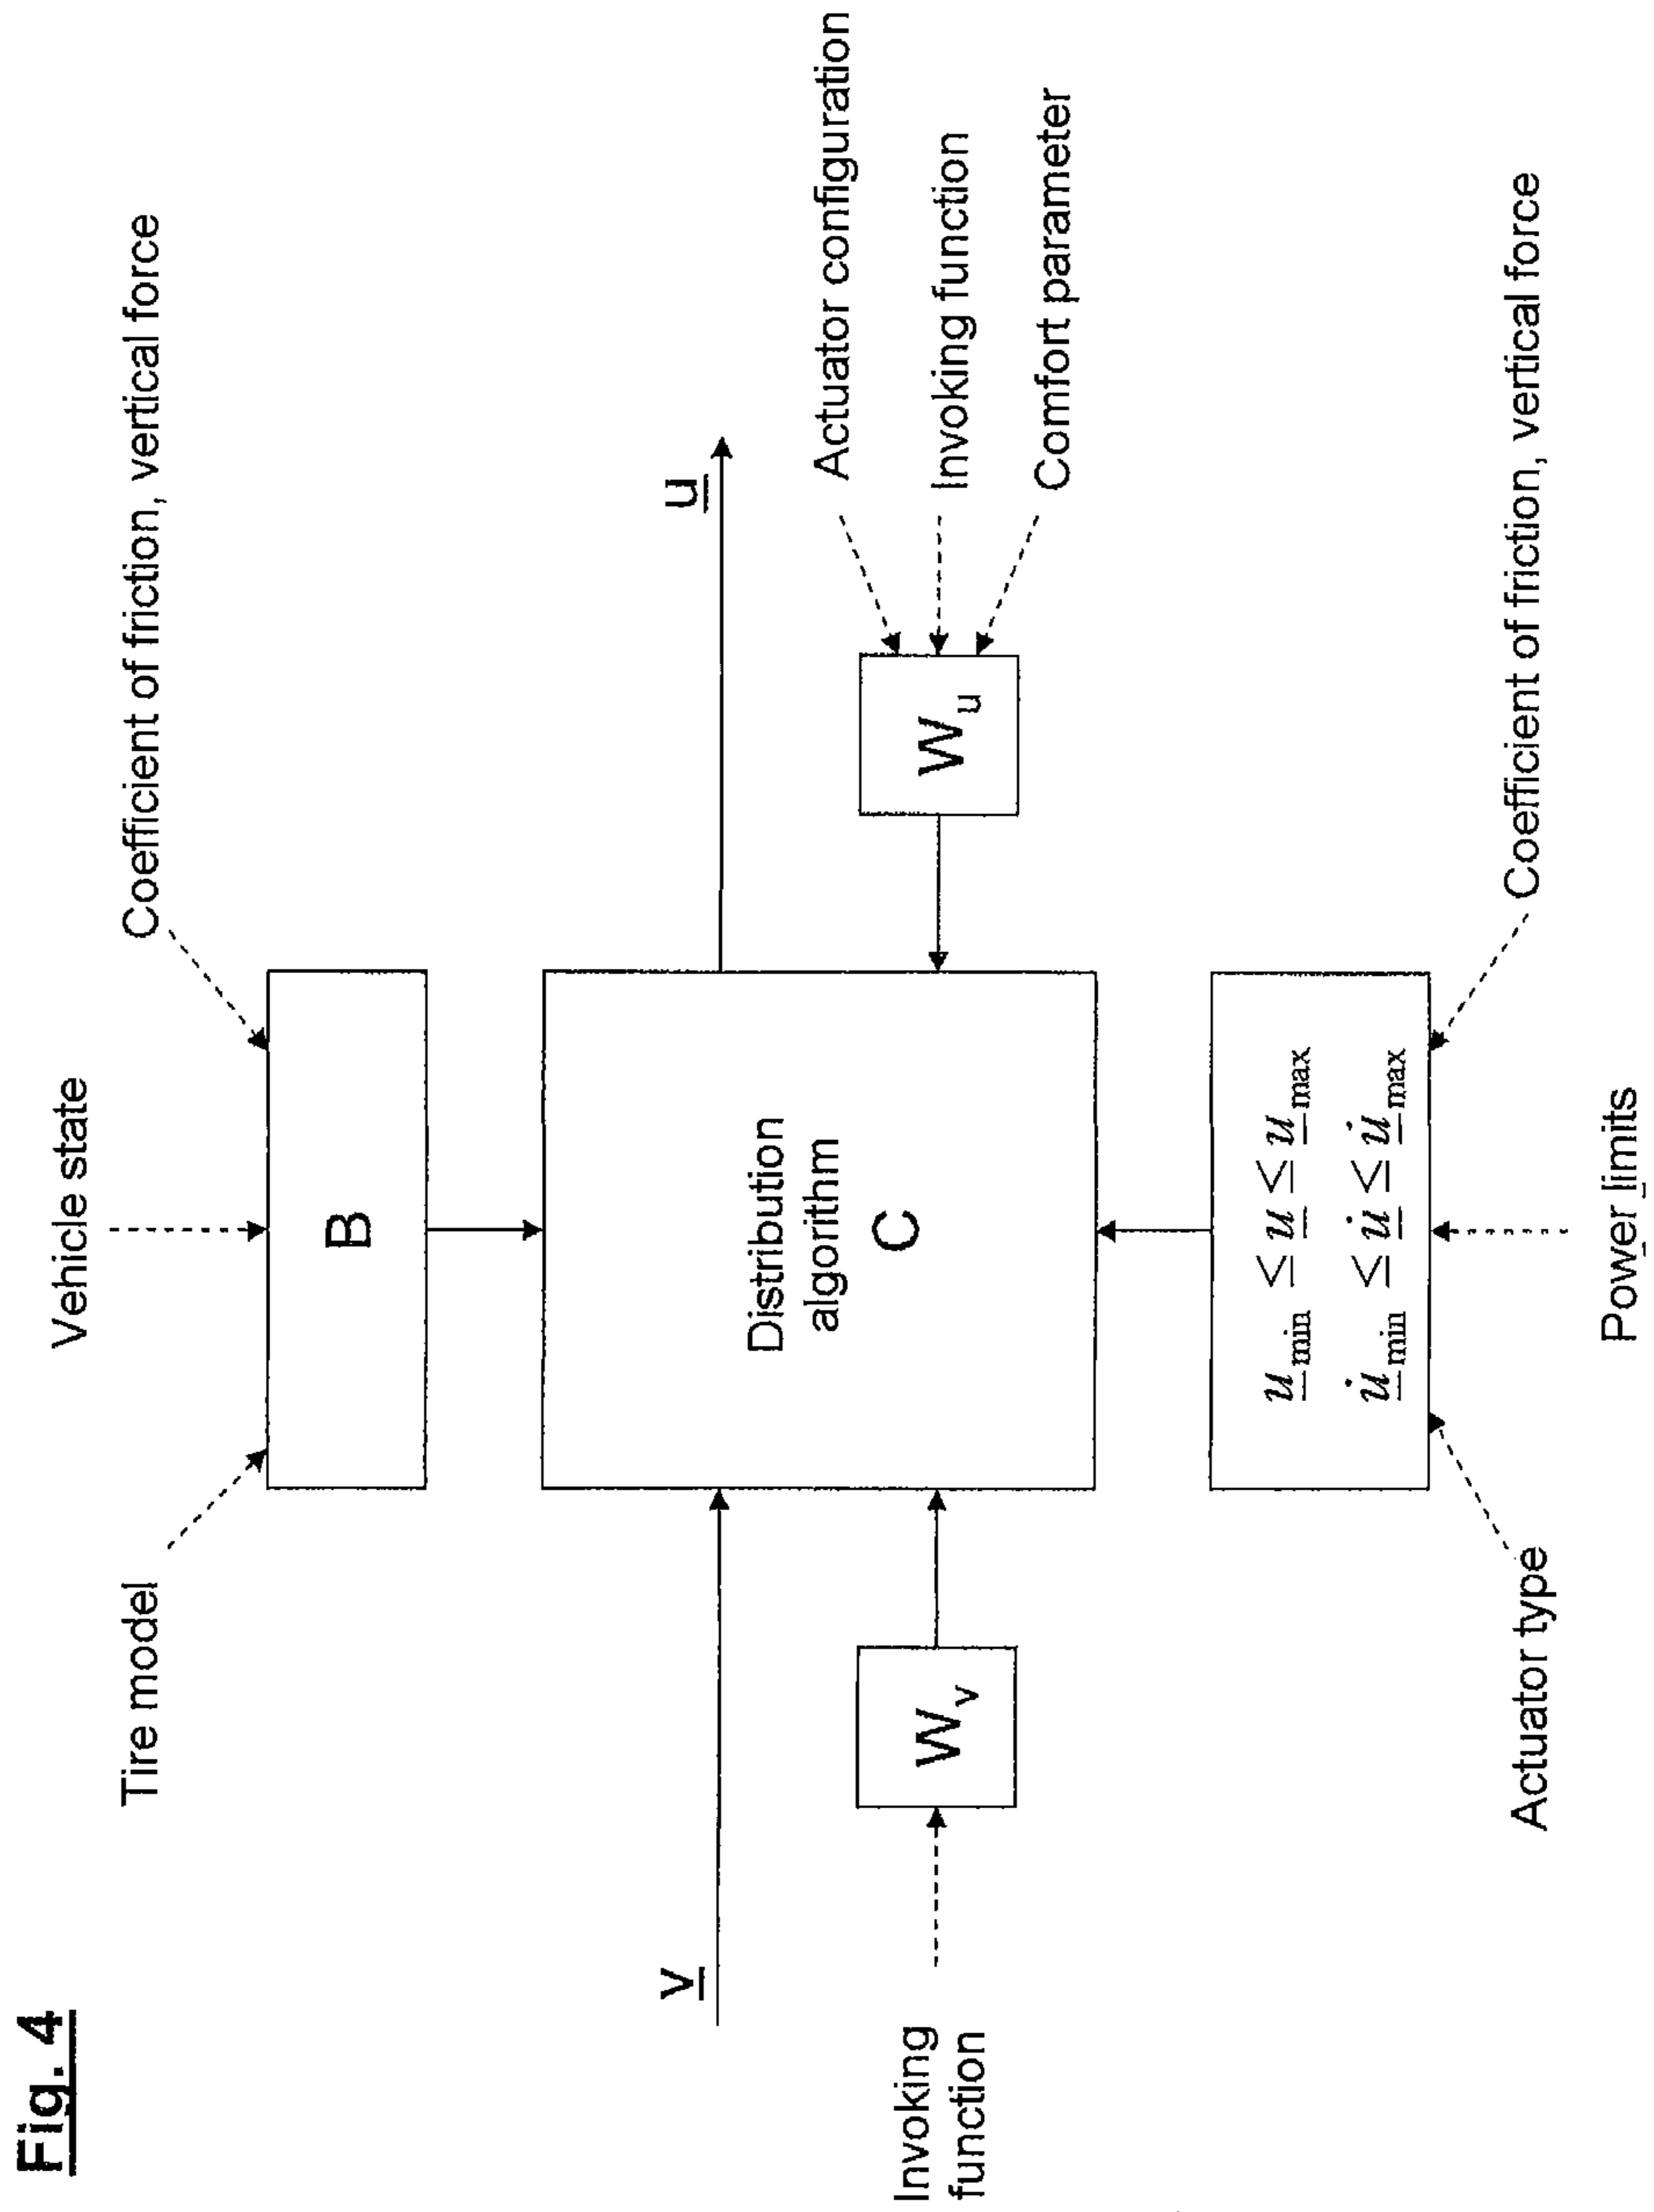 Fig. 4
Vehicle state
Tire model
Coefficient of friction, vertical force
B
v
u
Distribution
algorithm
C
Invoking
function
W_v
W_u
Actuator configuration
Invoking function
Comfort parameter
u_min ≤ u ≤ u_max
u̇_min ≤ u̇ ≤ u̇_max
Actuator type
Coefficient of friction, vertical force
Power limits